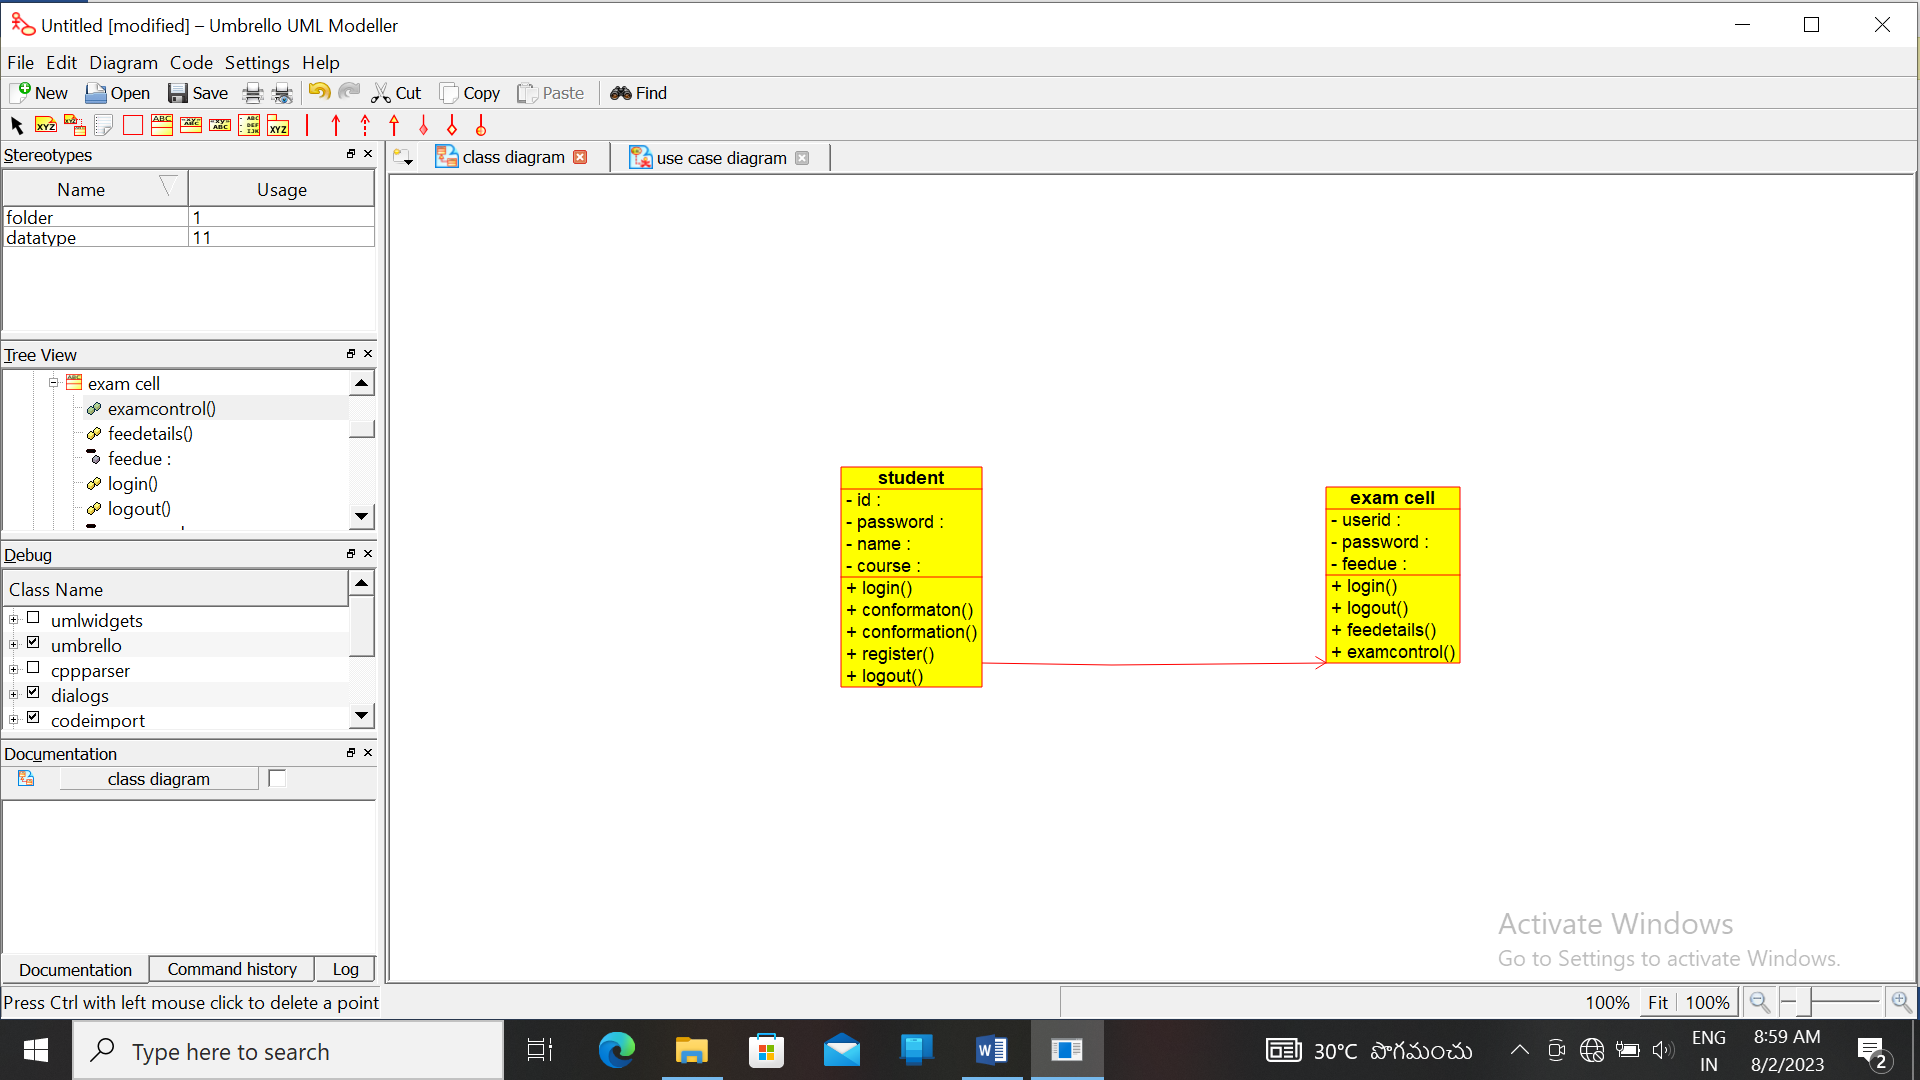 Untitled [modified] – Umbrello UML Modeller
File Edit Diagram Code Settings Help
New Open Save Cut Copy Paste Find
Stereotypes
Name Usage
folder 1
datatype 11
Tree View
exam cell
examcontrol()
feedetails()
feedue :
login()
logout()
Debug
Class Name
umlwidgets
umbrello
cppparser
dialogs
codeimport
Documentation
class diagram
Documentation Command history Log
Press Ctrl with left mouse click to delete a point
class diagram use case diagram
student
- id :
- password :
- name :
- course :
+ login()
+ conformaton()
+ conformation()
+ register()
+ logout()
exam cell
- userid :
- password :
- feedue :
+ login()
+ logout()
+ feedetails()
+ examcontrol()
Activate Windows
Go to Settings to activate Windows.
100% Fit 100%
Type here to search
30°C పొగమంచు
ENG
IN
8:59 AM
8/2/2023
2